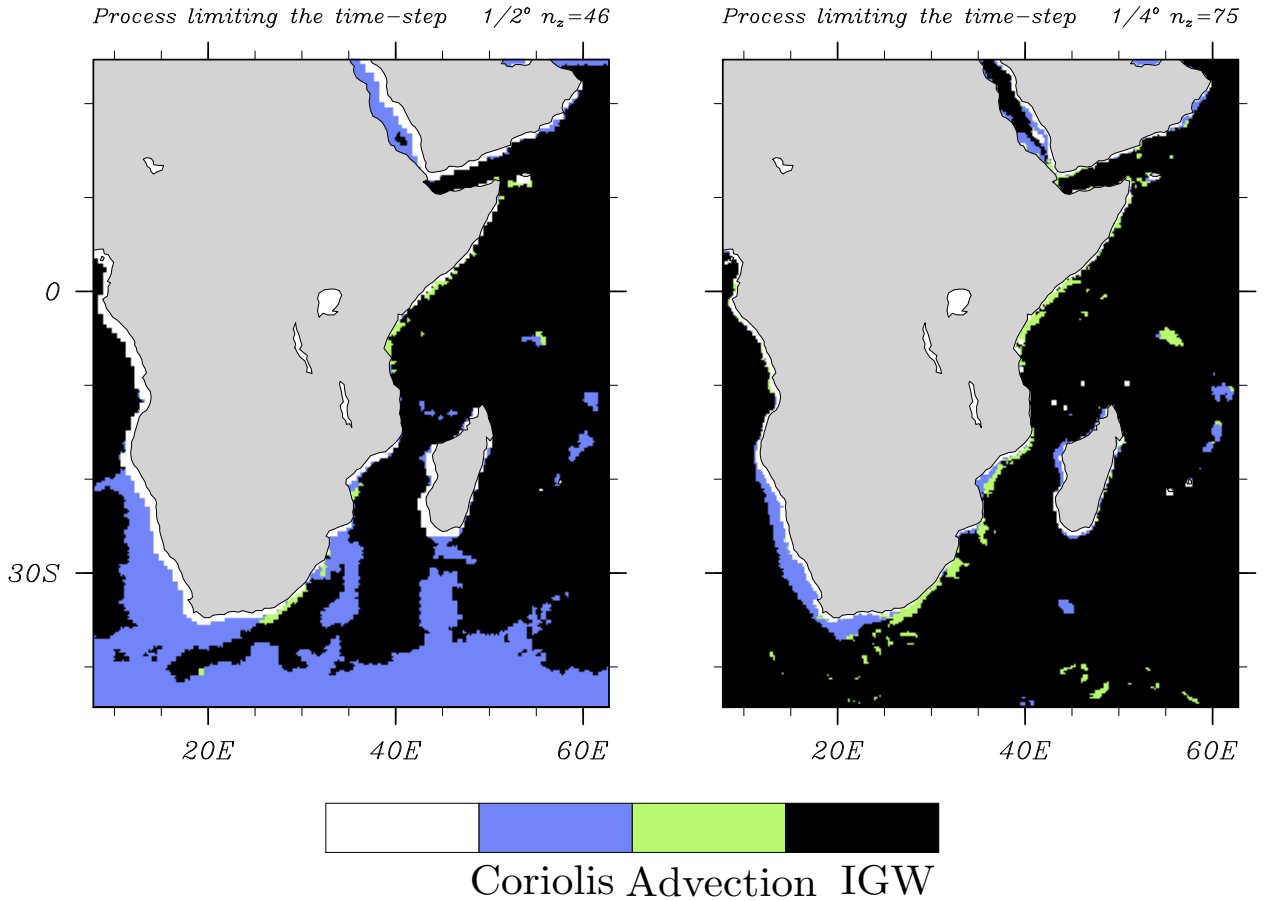 Process limiting the time-step 1/2° n_z=46
Process limiting the time-step 1/4° n_z=75
0
30S
20E 40E 60E
20E 40E 60E
Coriolis Advection IGW